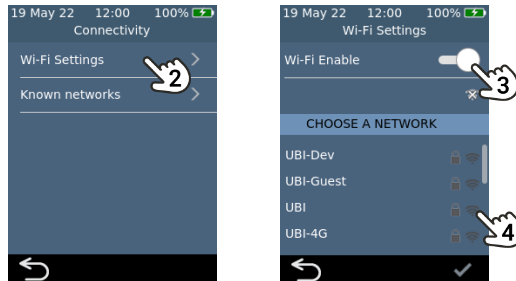 19 May 22 12:00 100%
Connectivity
Wi-Fi Settings
2
Known networks
19 May 22 12:00 100%
Wi-Fi Settings
Wi-Fi Enable
3
CHOOSE A NETWORK
UBI-Dev
UBI-Guest
UBI
UBI-4G
4